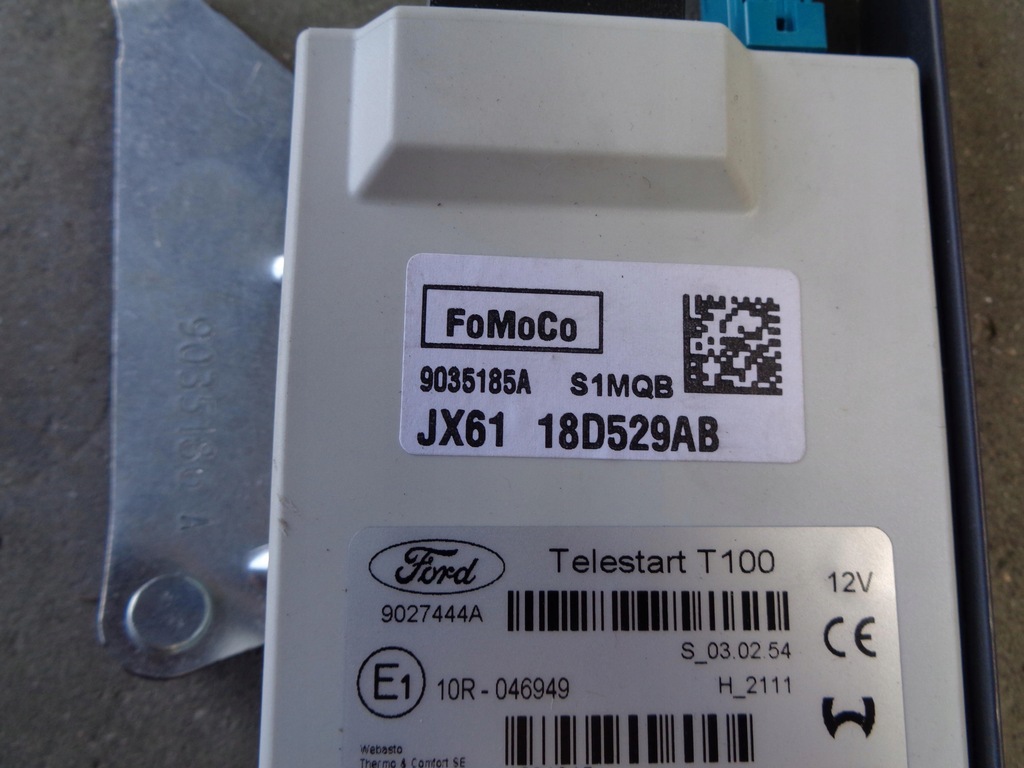 FoMoCo
9035185A S1MQB
JX61 18D529AB
Ford Telestart T100
9027444A 12V
CE
S_03.02.54
E1 10R - 046949 H_2111
Webasto
Thermo & Comfort SE